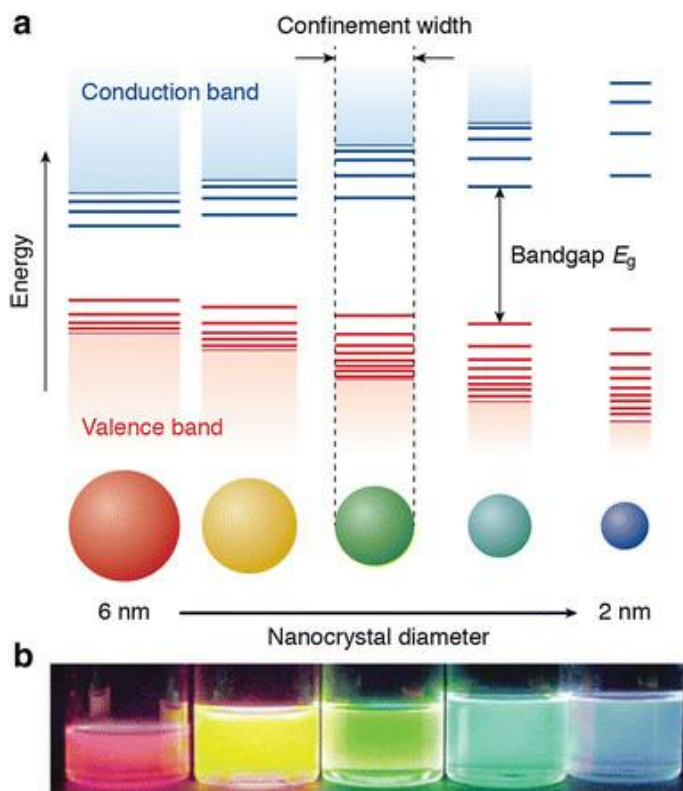 a
Confinement width
Conduction band
Energy
Bandgap Eg
Valence band
6 nm
2 nm
Nanocrystal diameter
b